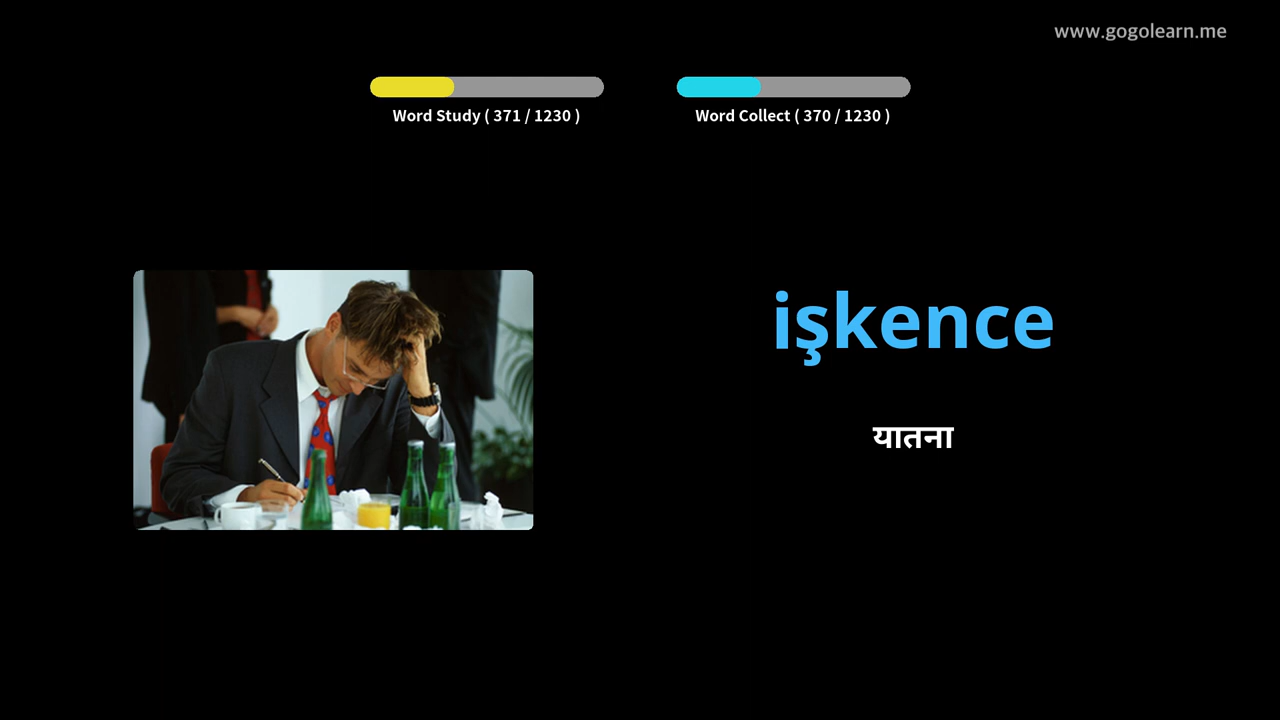 www.gogolearn.me
Word Study ( 371 / 1230 )
Word Collect ( 370 / 1230 )
işkence
यातना